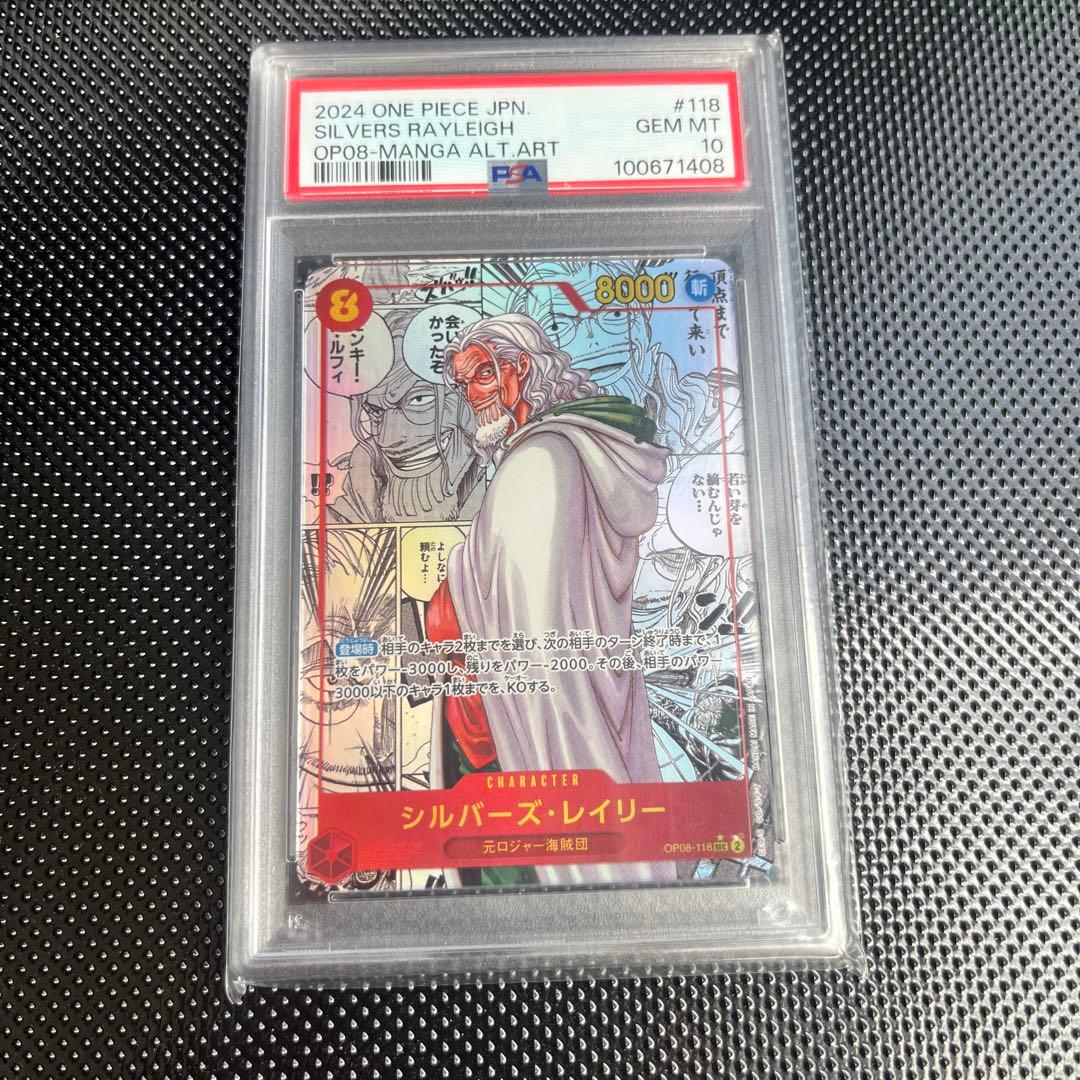 2024 ONE PIECE JPN.
#118
SILVERS RAYLEIGH
GEM MT
OP08-MANGA ALT.ART
10
PSA
100671408
8
8000
斬
会い
かったぞ
ンキー・
・ルフィ
頂点まで
て来い
!?
若い芽を
摘むんじゃ
ない…
よしなに
頼むよ…
登場時 相手のキャラ2枚までを選び、次の相手のターン終了時まで、1
枚をパワー-3000し、残りをパワー-2000。その後、相手のパワー
3000以下のキャラ1枚までを、KOする。
CHARACTER
シルバーズ・レイリー
元ロジャー海賊団
OP08-118 SEC 2